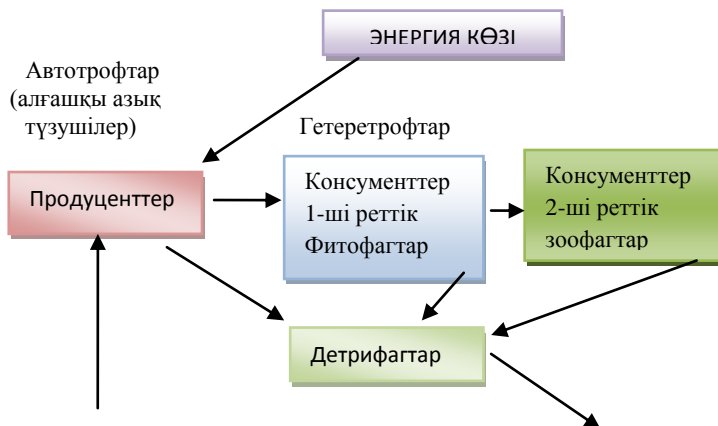 ЭНЕРГИЯ КӨЗІ
Автотрофтар
(алғашқы азық
түзушілер)
Гетеретрофтар
Продуценттер
Консументтер
1-ші реттік
Фитофагтар
Консументтер
2-ші реттік
зоофагтар
Детрифагтар